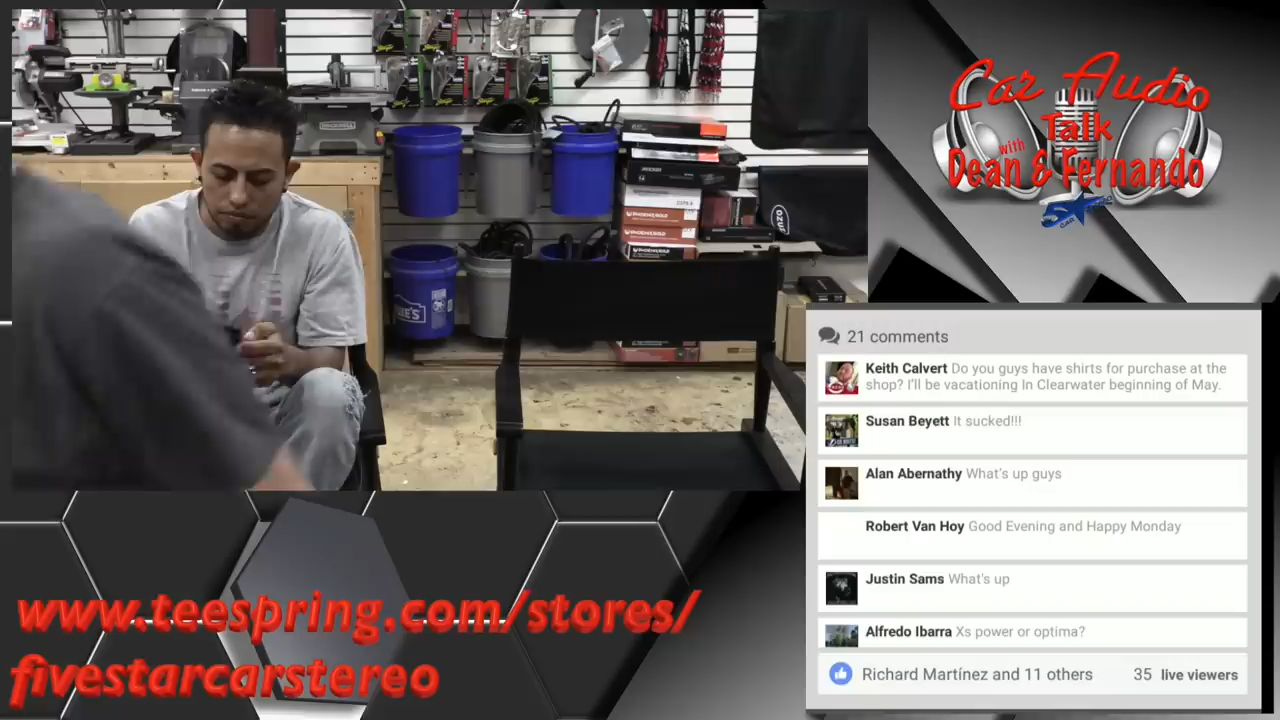 Car Audio
Talk
with
Dean & Fernando
21 comments
Keith Calvert Do you guys have shirts for purchase at the
shop? I'll be vacationing In Clearwater beginning of May.
Susan Beyett It sucked!!!
Alan Abernathy What's up guys
Robert Van Hoy Good Evening and Happy Monday
Justin Sams What's up
Alfredo Ibarra Xs power or optima?
Richard Martínez and 11 others 35 live viewers
www.teespring.com/stores/
fivestarcarstereo